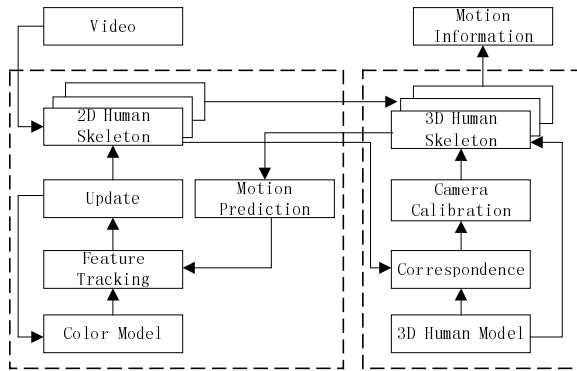 Video
Motion
Information
2D Human
Skeleton
3D Human
Skeleton
Update
Motion
Prediction
Camera
Calibration
Feature
Tracking
Correspondence
Color Model
3D Human Model